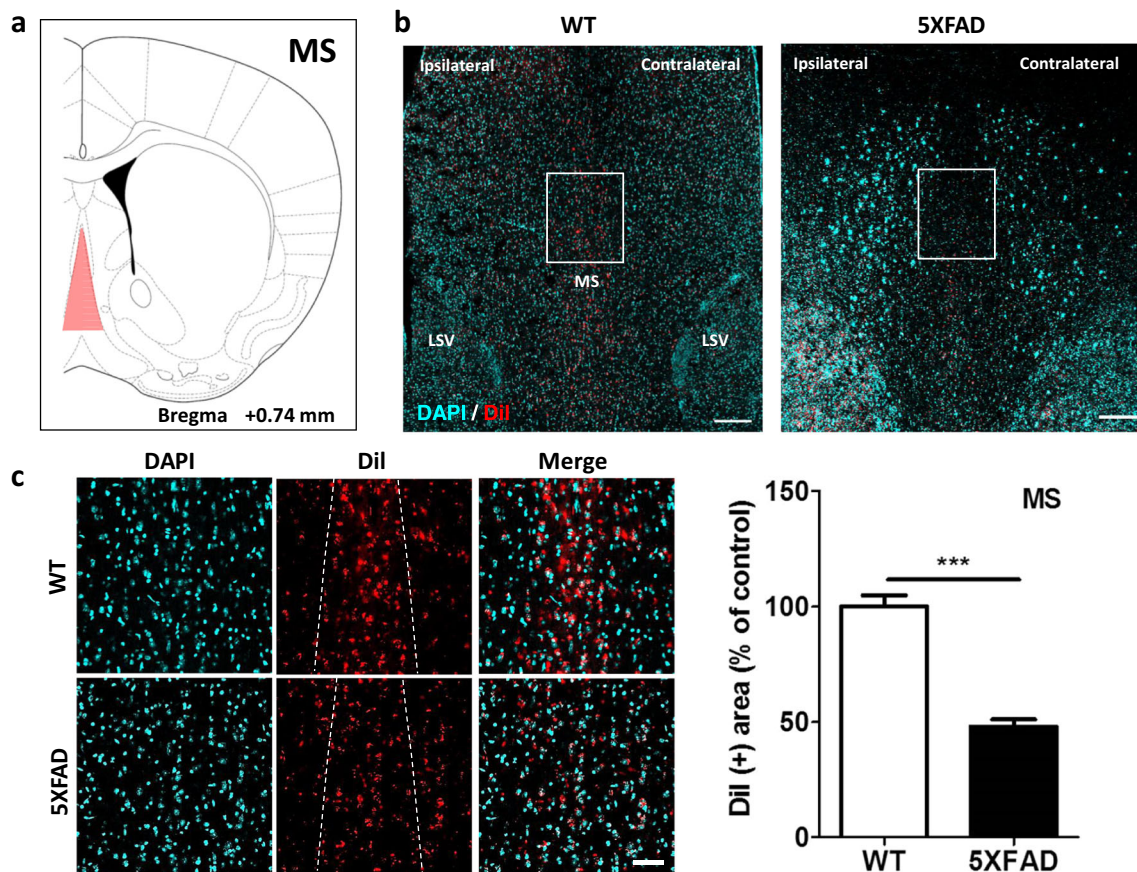 a
MS
Bregma +0.74 mm
b
WT
5XFAD
Ipsilateral
Contralateral
MS
LSV
LSV
DAPI / DiI
Ipsilateral
Contralateral
c
DAPI
DiI
Merge
WT
5XFAD
DiI (+) area (% of control)
150
100
50
0
MS
***
WT
5XFAD